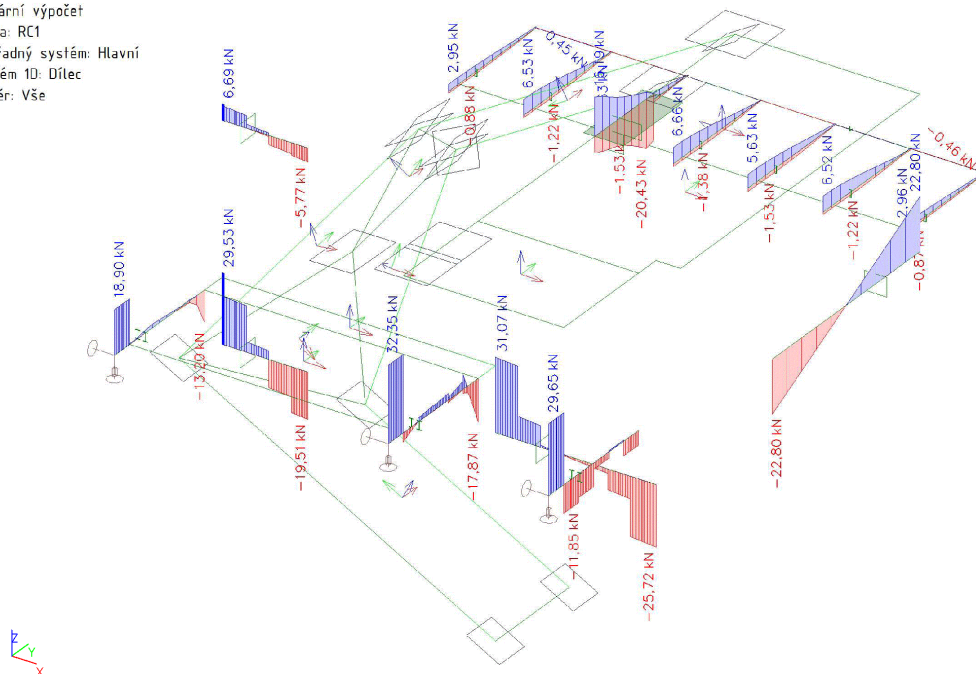 ární výpočet
a: RC1
řadný systém: Hlavní
ém 1D: Dílec
ěr: Vše
6,69 kN
-5,77 kN
2,95 kN
-0,88 kN
6,53 kN
0,45 kN
-1,22 kN
-1,53
-20,43 kN
6,66 kN
-1,38 kN
5,63 kN
-1,53 kN
6,52 kN
-1,22 kN
-0,46 kN
2,96 kN
22,80 kN
-0,87 kN
-22,80 kN
18,90 kN
-13,20 kN
29,53 kN
-19,51 kN
32,35 kN
-17,87 kN
31,07 kN
29,65 kN
-11,85 kN
-25,72 kN
Z
Y
X